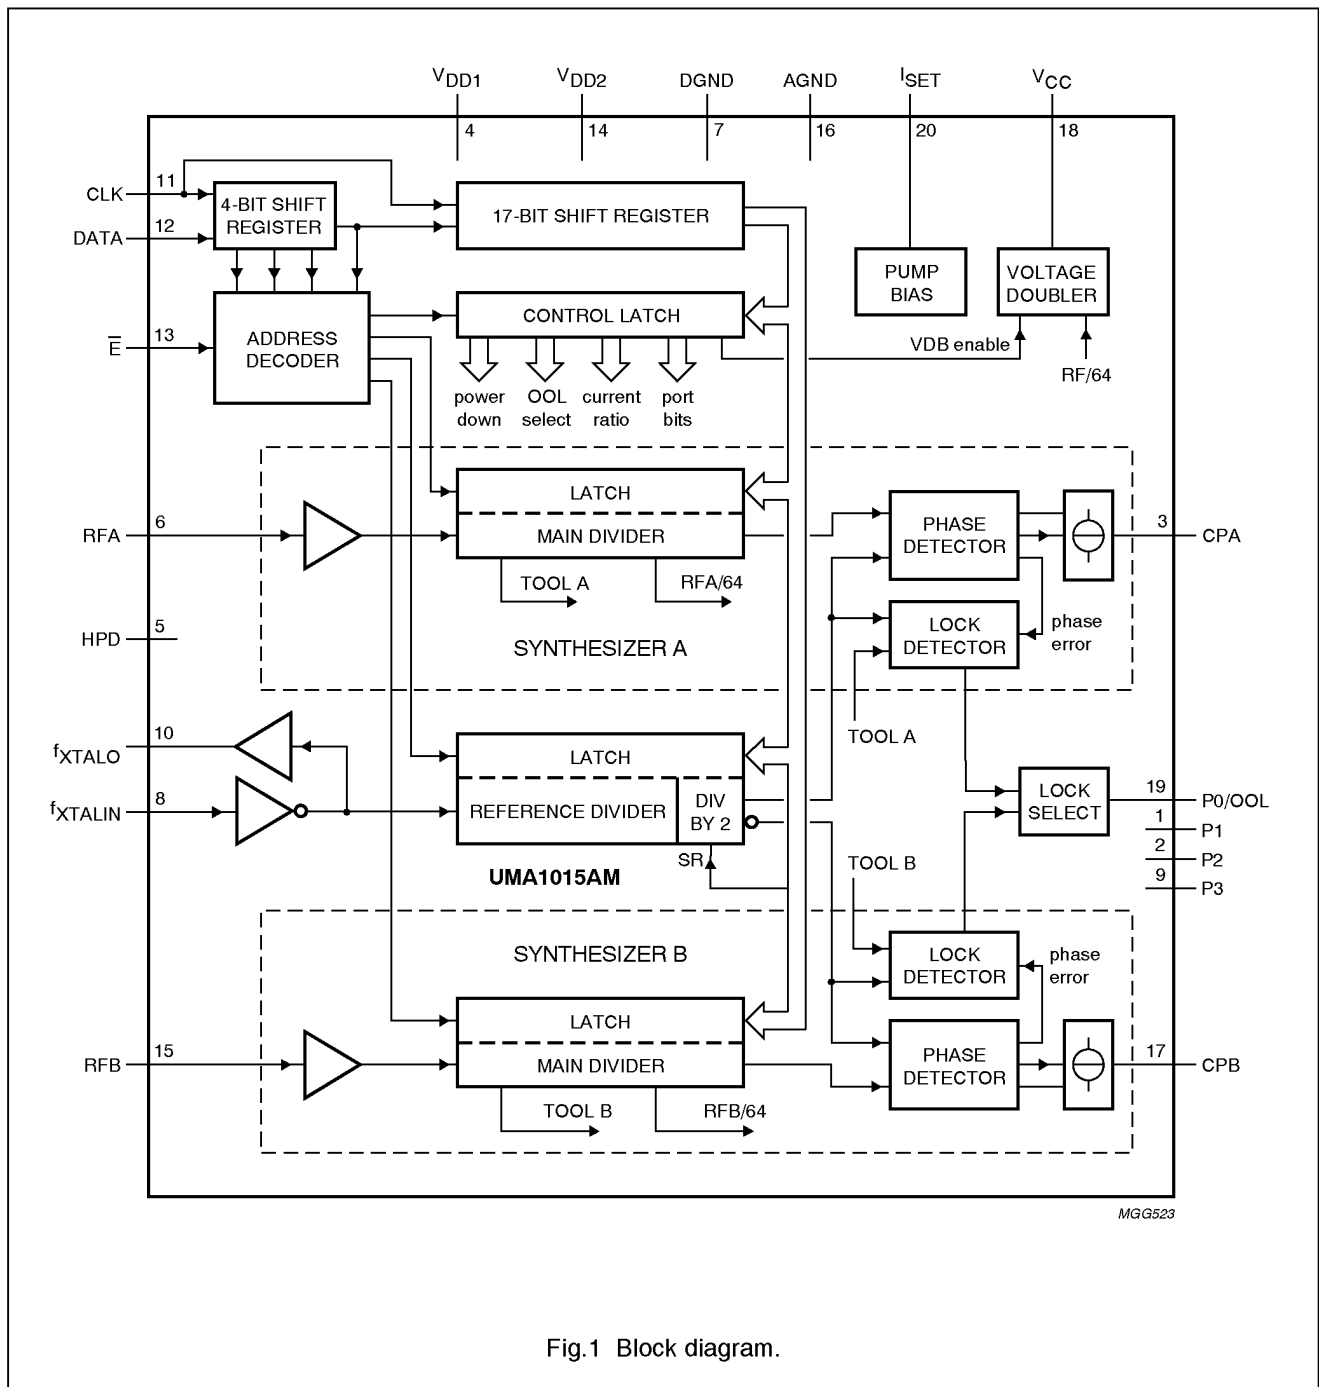 VDD1
VDD2
DGND
AGND
ISET
VCC
4
14
7
16
20
18
CLK
11
4-BIT SHIFT
REGISTER
17-BIT SHIFT REGISTER
DATA
12
PUMP
BIAS
VOLTAGE
DOUBLER
CONTROL LATCH
E̅
13
ADDRESS
DECODER
VDB enable
RF/64
power
down
OOL
select
current
ratio
port
bits
LATCH
MAIN DIVIDER
RFA
6
PHASE
DETECTOR
3
CPA
TOOL A
RFA/64
LOCK
DETECTOR
phase
error
HPD
5
SYNTHESIZER A
TOOL A
fXTALO
10
LATCH
fXTALIN
8
REFERENCE DIVIDER
DIV
BY 2
LOCK
SELECT
19
P0/OOL
1
P1
2
P2
9
P3
SR
TOOL B
UMA1015AM
SYNTHESIZER B
LOCK
DETECTOR
phase
error
LATCH
MAIN DIVIDER
RFB
15
PHASE
DETECTOR
17
CPB
TOOL B
RFB/64
MGG523
Fig.1 Block diagram.